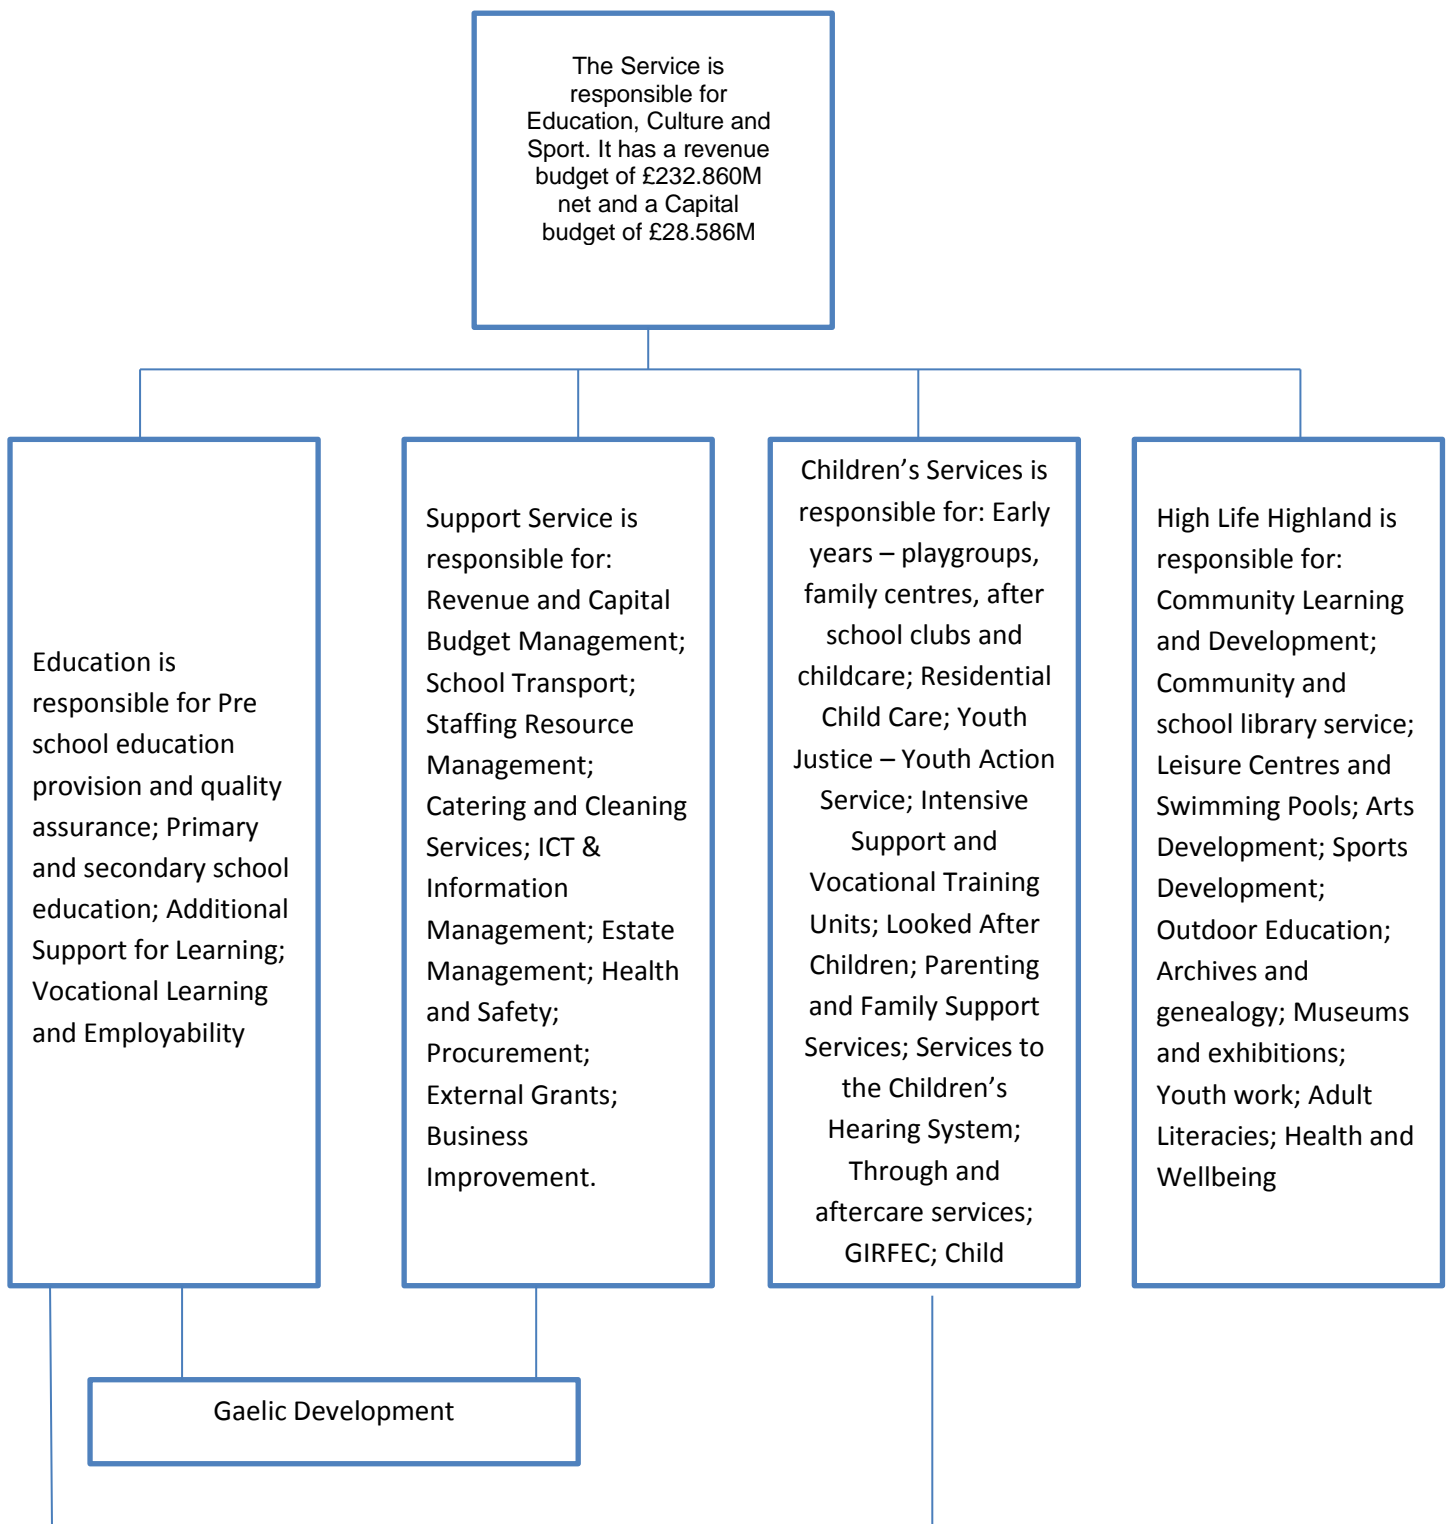 The Service is
responsible for
Education, Culture and
Sport. It has a revenue
budget of £232.860M
net and a Capital
budget of £28.586M
Education is
responsible for Pre
school education
provision and quality
assurance; Primary
and secondary school
education; Additional
Support for Learning;
Vocational Learning
and Employability
Support Service is
responsible for:
Revenue and Capital
Budget Management;
School Transport;
Staffing Resource
Management;
Catering and Cleaning
Services; ICT &
Information
Management; Estate
Management; Health
and Safety;
Procurement;
External Grants;
Business
Improvement.
Children’s Services is
responsible for: Early
years – playgroups,
family centres, after
school clubs and
childcare; Residential
Child Care; Youth
Justice – Youth Action
Service; Intensive
Support and
Vocational Training
Units; Looked After
Children; Parenting
and Family Support
Services; Services to
the Children’s
Hearing System;
Through and
aftercare services;
GIRFEC; Child
High Life Highland is
responsible for:
Community Learning
and Development;
Community and
school library service;
Leisure Centres and
Swimming Pools; Arts
Development; Sports
Development;
Outdoor Education;
Archives and
genealogy; Museums
and exhibitions;
Youth work; Adult
Literacies; Health and
Wellbeing
Gaelic Development